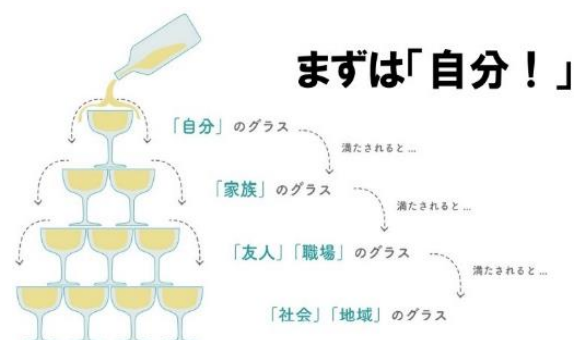 まずは「自分！」
「自分」のグラス
満たされると...
「家族」のグラス
満たされると...
「友人」「職場」のグラス
満たされると...
「社会」「地域」のグラス